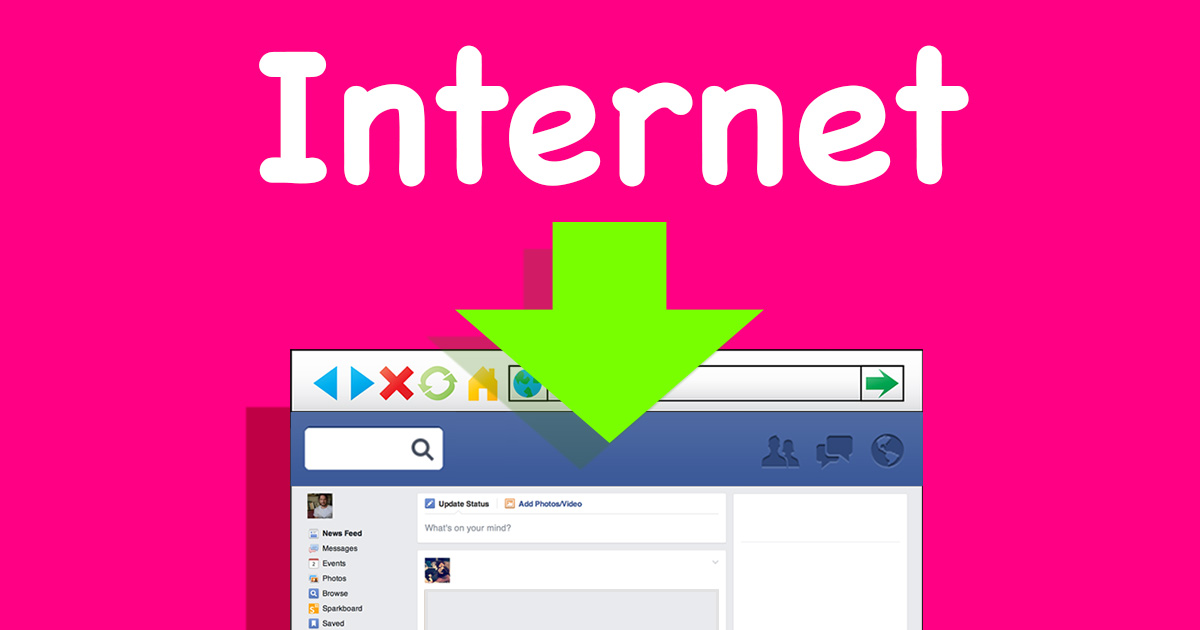 Internet
Update Status
Add Photos/Video
What's on your mind?
News Feed
Messages
2
Events
Photos
Browse
S
Sparkboard
Saved